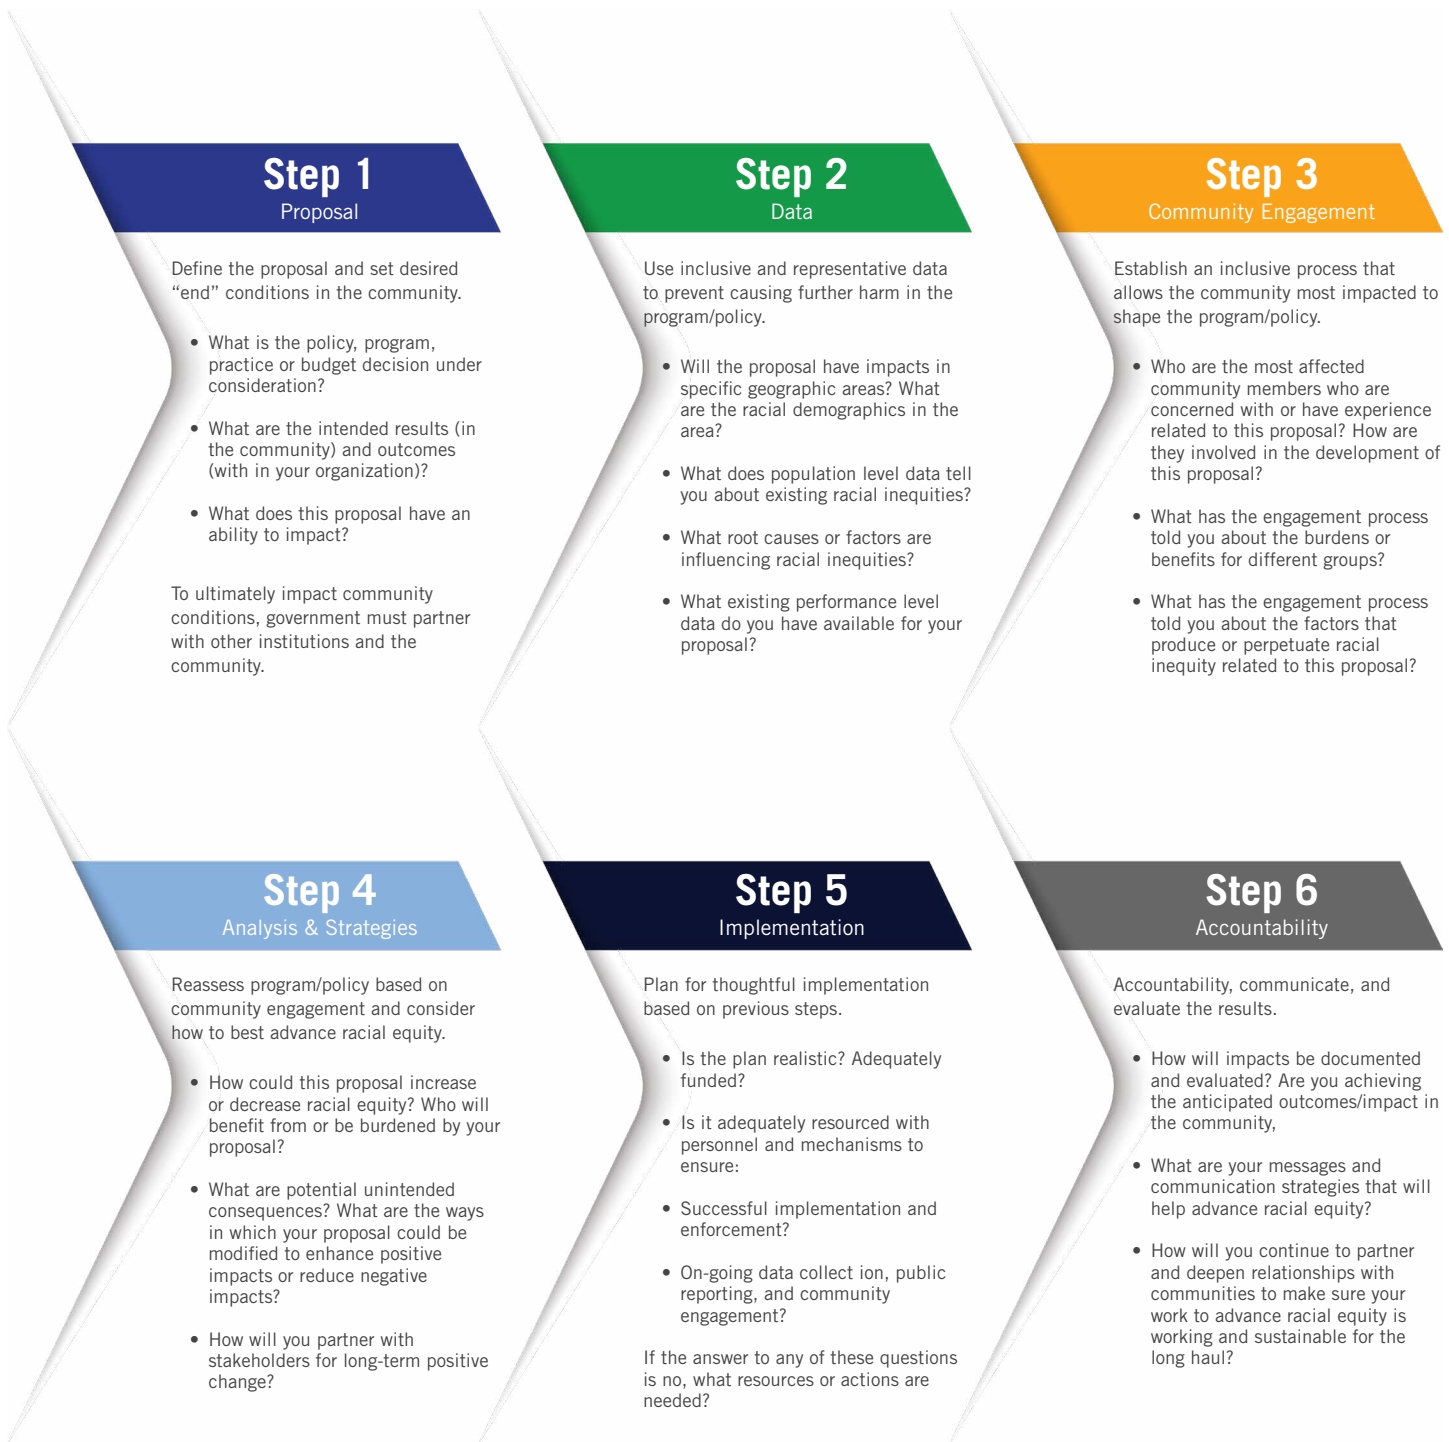 Step 1
Proposal
Define the proposal and set desired
“end” conditions in the community.
• What is the policy, program,
practice or budget decision under
consideration?
• What are the intended results (in
the community) and outcomes
(with in your organization)?
• What does this proposal have an
ability to impact?
To ultimately impact community
conditions, government must partner
with other institutions and the
community.
Step 2
Data
Use inclusive and representative data
to prevent causing further harm in the
program/policy.
• Will the proposal have impacts in
specific geographic areas? What
are the racial demographics in the
area?
• What does population level data tell
you about existing racial inequities?
• What root causes or factors are
influencing racial inequities?
• What existing performance level
data do you have available for your
proposal?
Step 3
Community Engagement
Establish an inclusive process that
allows the community most impacted to
shape the program/policy.
• Who are the most affected
community members who are
concerned with or have experience
related to this proposal? How are
they involved in the development of
this proposal?
• What has the engagement process
told you about the burdens or
benefits for different groups?
• What has the engagement process
told you about the factors that
produce or perpetuate racial
inequity related to this proposal?
Step 4
Analysis & Strategies
Reassess program/policy based on
community engagement and consider
how to best advance racial equity.
• How could this proposal increase
or decrease racial equity? Who will
benefit from or be burdened by your
proposal?
• What are potential unintended
consequences? What are the ways
in which your proposal could be
modified to enhance positive
impacts or reduce negative
impacts?
• How will you partner with
stakeholders for long-term positive
change?
Step 5
Implementation
Plan for thoughtful implementation
based on previous steps.
• Is the plan realistic? Adequately
funded?
• Is it adequately resourced with
personnel and mechanisms to
ensure:
• Successful implementation and
enforcement?
• On-going data collect ion, public
reporting, and community
engagement?
If the answer to any of these questions
is no, what resources or actions are
needed?
Step 6
Accountability
Accountability, communicate, and
evaluate the results.
• How will impacts be documented
and evaluated? Are you achieving
the anticipated outcomes/impact in
the community,
• What are your messages and
communication strategies that will
help advance racial equity?
• How will you continue to partner
and deepen relationships with
communities to make sure your
work to advance racial equity is
working and sustainable for the
long haul?